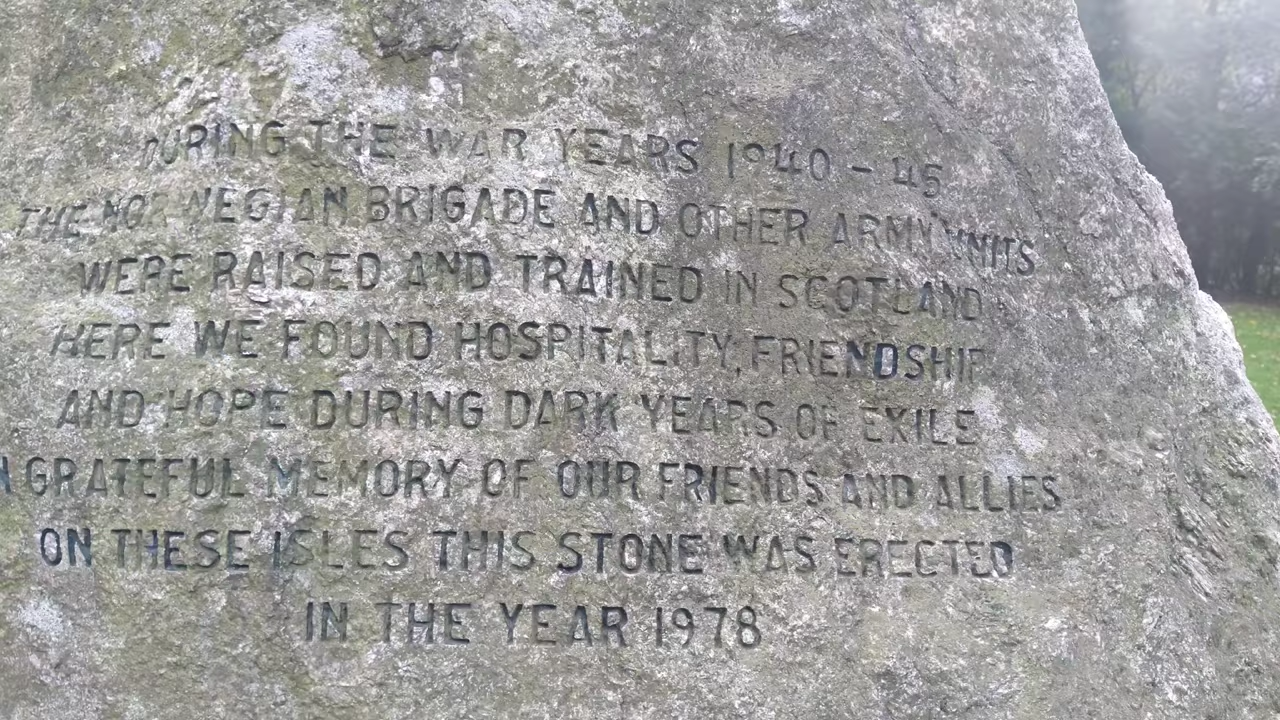 DURING THE WAR YEARS 1940 - 45
THE NORWEGIAN BRIGADE AND OTHER ARMY UNITS
WERE RAISED AND TRAINED IN SCOTLAND
HERE WE FOUND HOSPITALITY, FRIENDSHIP
AND HOPE DURING DARK YEARS OF EXILE
N GRATEFUL MEMORY OF OUR FRIENDS AND ALLIES
ON THESE ISLES THIS STONE WAS ERECTED
IN THE YEAR 1978